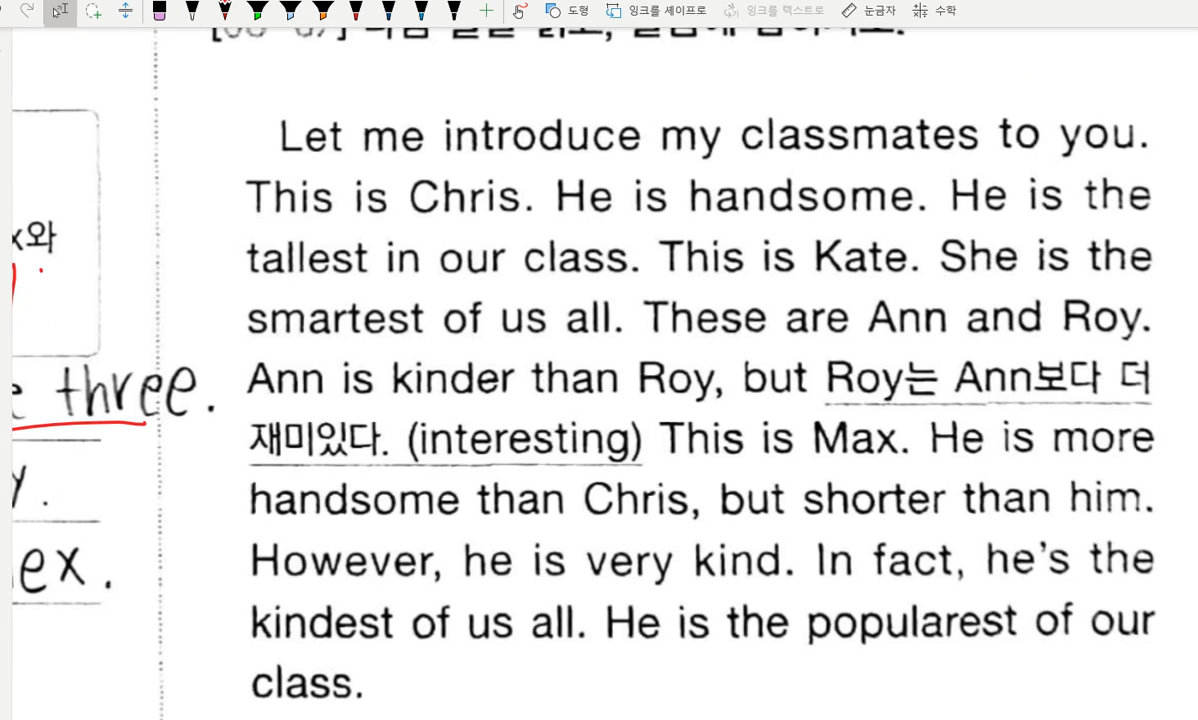 도형
잉크를 셰이프로
잉크를 텍스트로
눈금자
수학
Let me introduce my classmates to you.
This is Chris. He is handsome. He is the
tallest in our class. This is Kate. She is the
smartest of us all. These are Ann and Roy.
Ann is kinder than Roy, but Roy는 Ann보다 더
재미있다. (interesting) This is Max. He is more
handsome than Chris, but shorter than him.
However, he is very kind. In fact, he's the
kindest of us all. He is the popularest of our
class.
x와
three.
y.
ex.